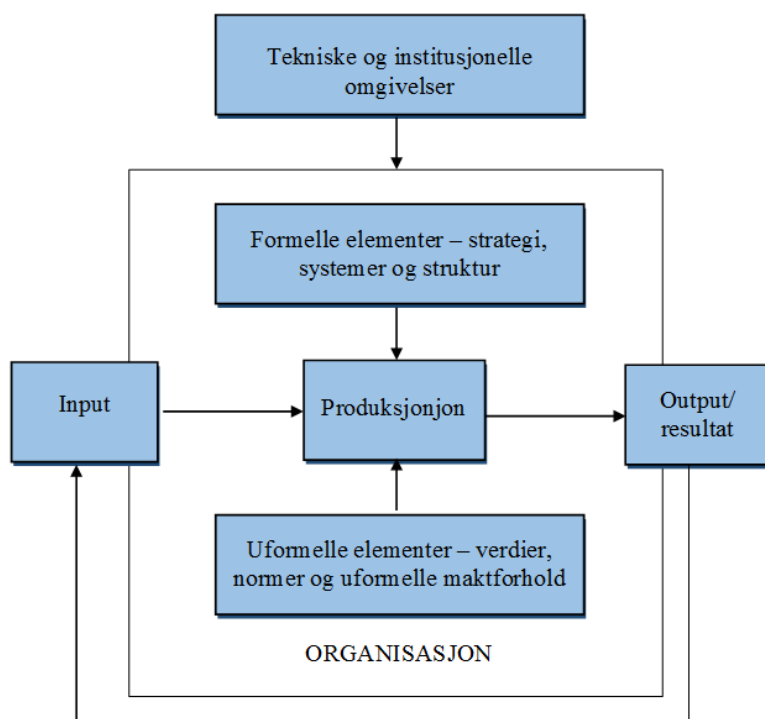 Tekniske og institusjonelle
omgivelser
Formelle elementer – strategi,
systemer og struktur
Input
Produksjonjon
Output/
resultat
Uformelle elementer – verdier,
normer og uformelle maktforhold
ORGANISASJON